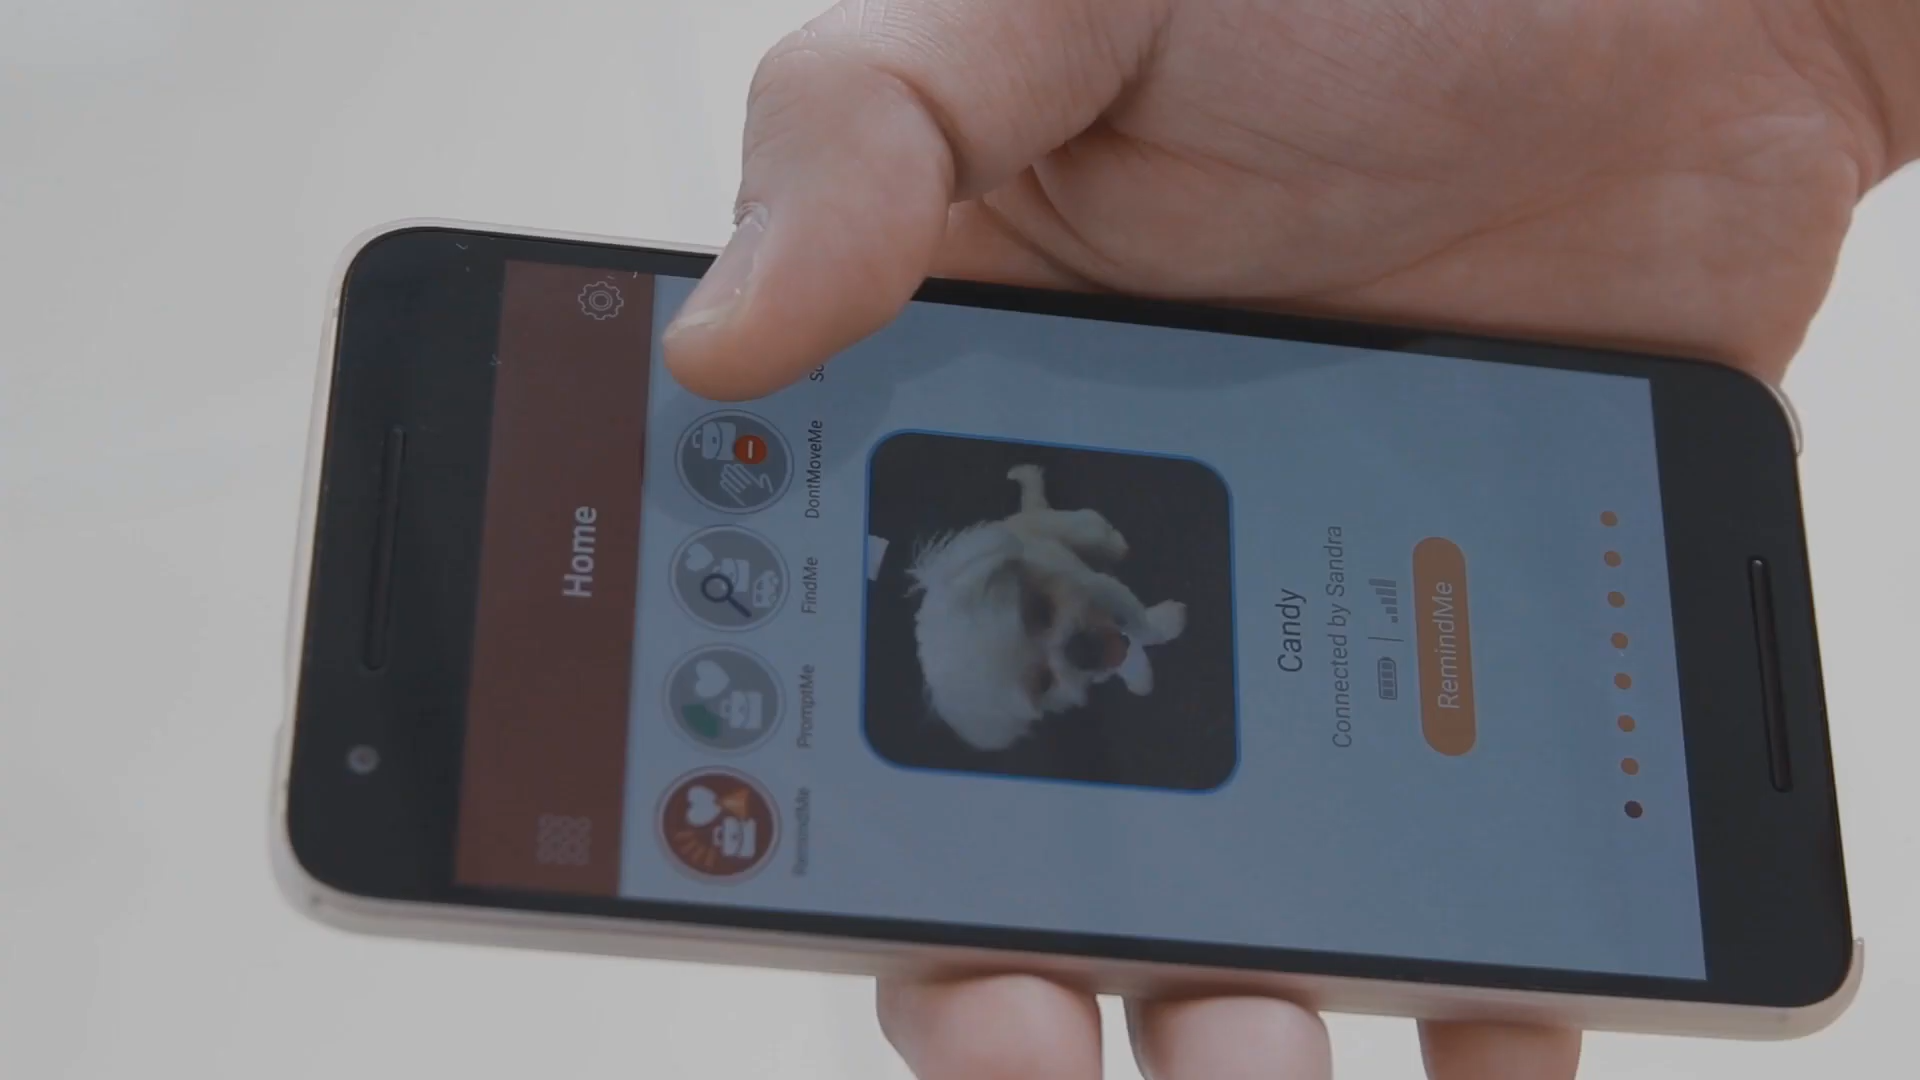 Home
RemindMe
PromptMe
FindMe
DontMoveMe
Candy
Connected by Sandra
RemindMe